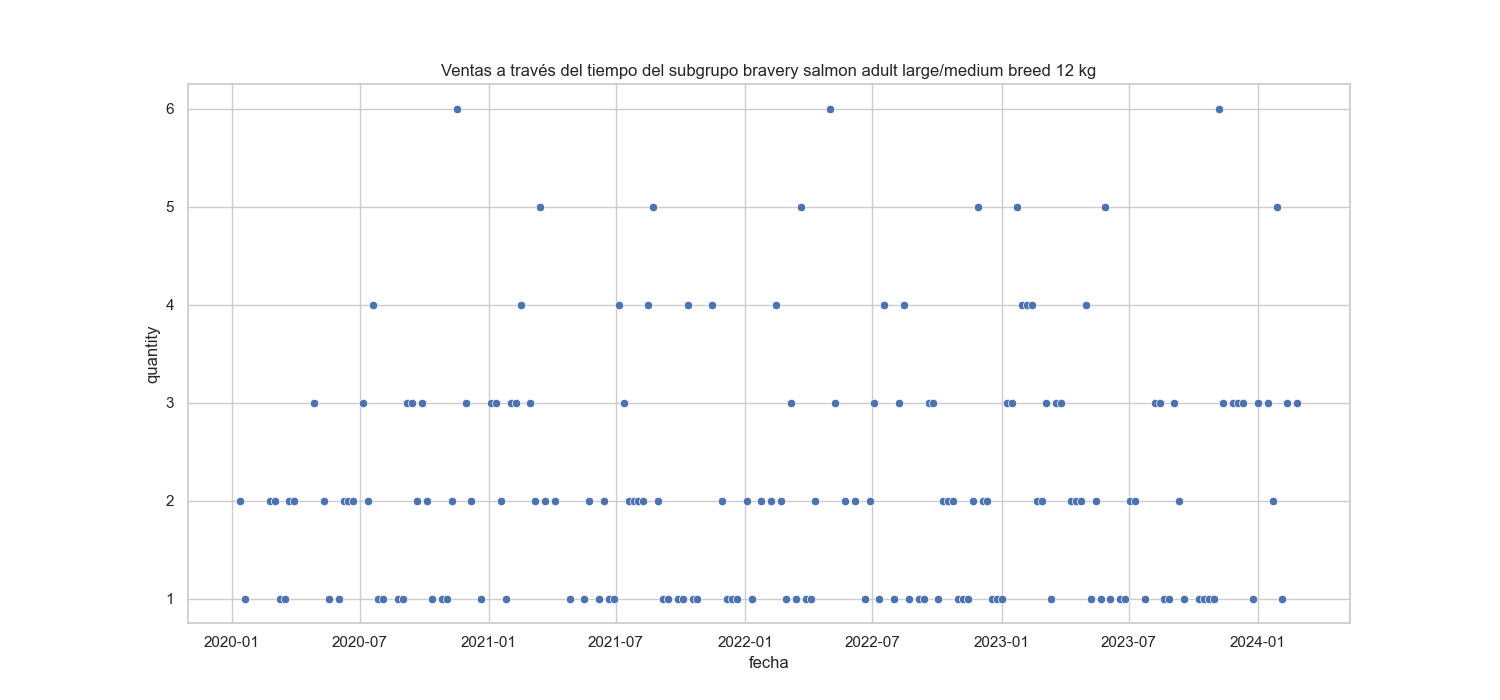 Ventas a través del tiempo del subgrupo bravery salmon adult large/medium breed 12 kg
6
5
4
3
2
1
quantity
2020-01 2020-07 2021-01 2021-07 2022-01 2022-07 2023-01 2023-07 2024-01
fecha